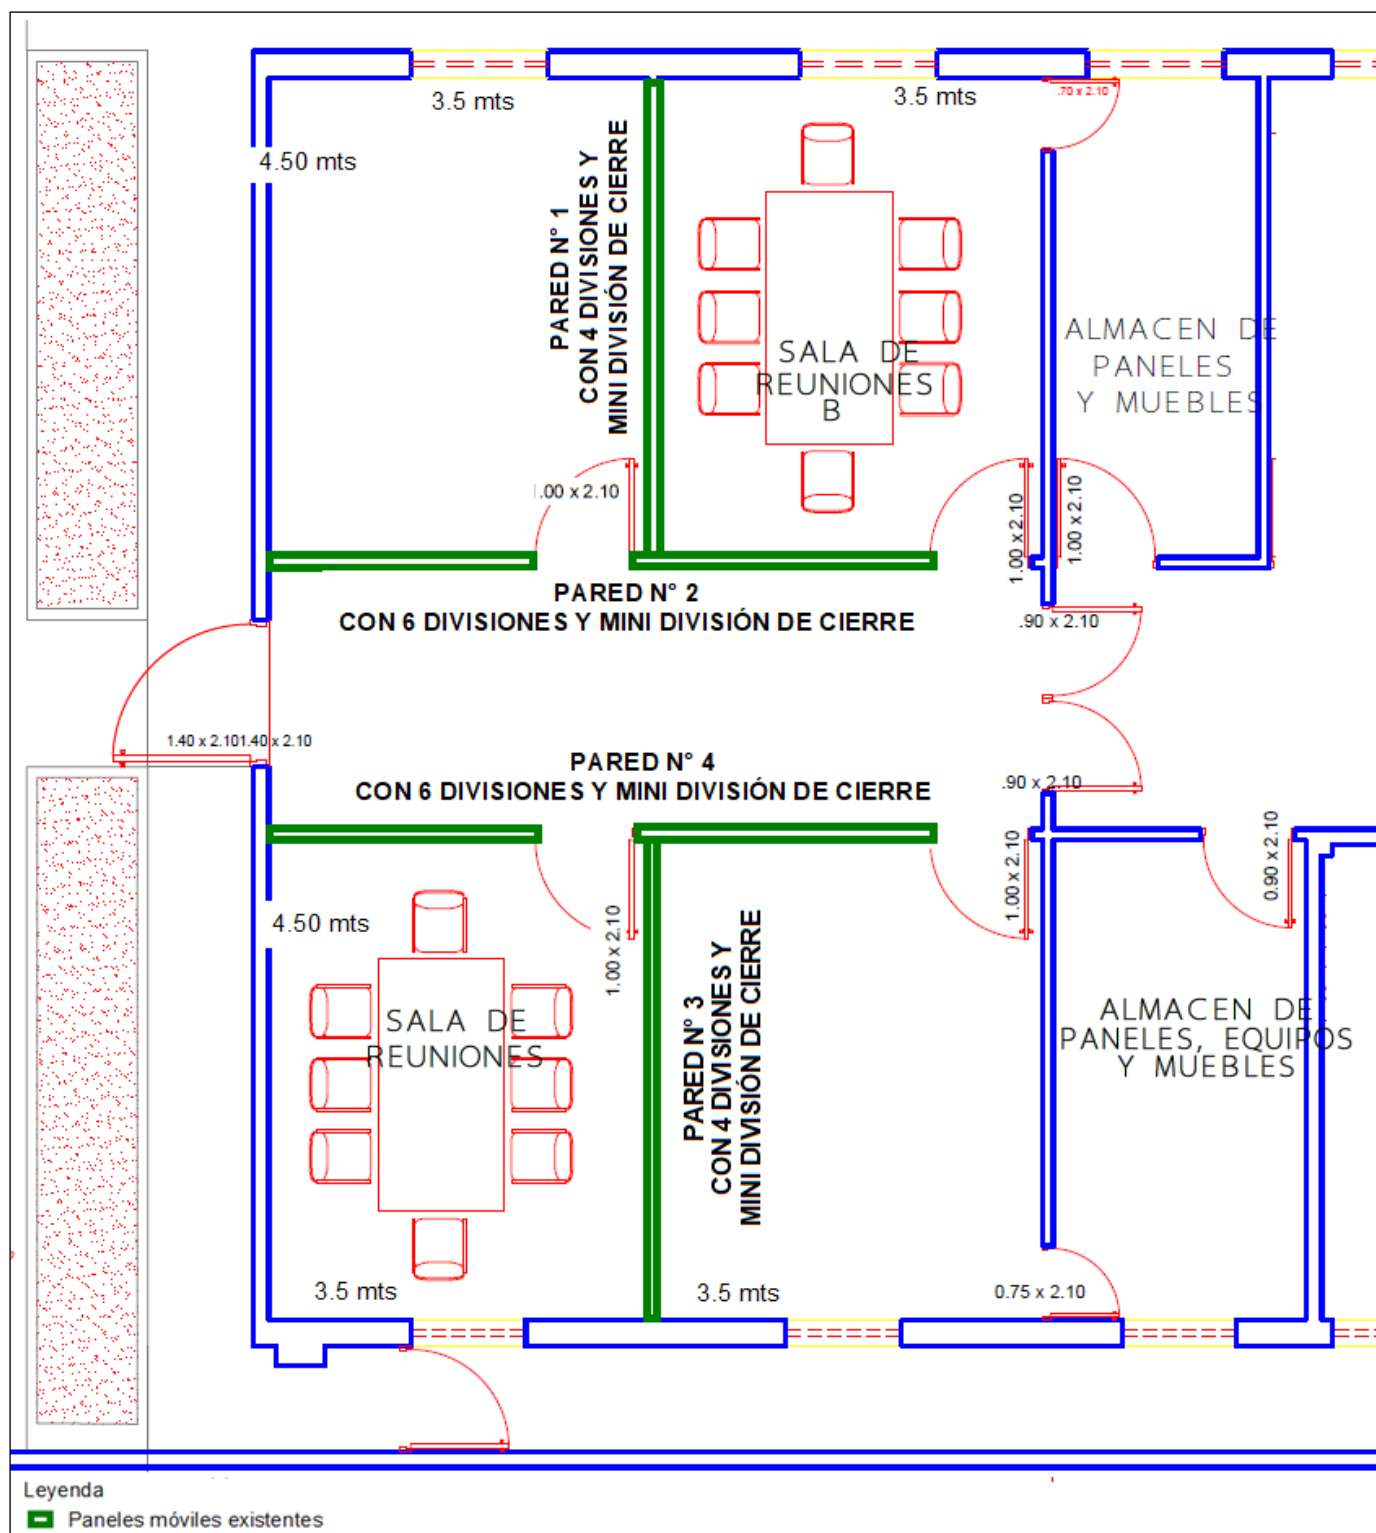 3.5 mts
3.5 mts
.70 x 2.10
4.50 mts
PARED N° 1
CON 4 DIVISIONES Y
MINI DIVISIÓN DE CIERRE
SALA DE
REUNIONES
B
ALMACEN DE
PANELES
Y MUEBLES
1.00 x 2.10
1.00 x 2.10
1.00 x 2.10
PARED N° 2
CON 6 DIVISIONES Y MINI DIVISIÓN DE CIERRE
.90 x 2.10
1.40 x 2.101.40 x 2.10
PARED N° 4
CON 6 DIVISIONES Y MINI DIVISIÓN DE CIERRE
.90 x 2.10
1.00 x 2.10
0.90 x 2.10
4.50 mts
1.00 x 2.10
PARED N° 3
CON 4 DIVISIONES Y
MINI DIVISIÓN DE CIERRE
SALA DE
REUNIONES
ALMACEN DE
PANELES, EQUIPOS
Y MUEBLES
3.5 mts
3.5 mts
0.75 x 2.10
Leyenda
Paneles móviles existentes